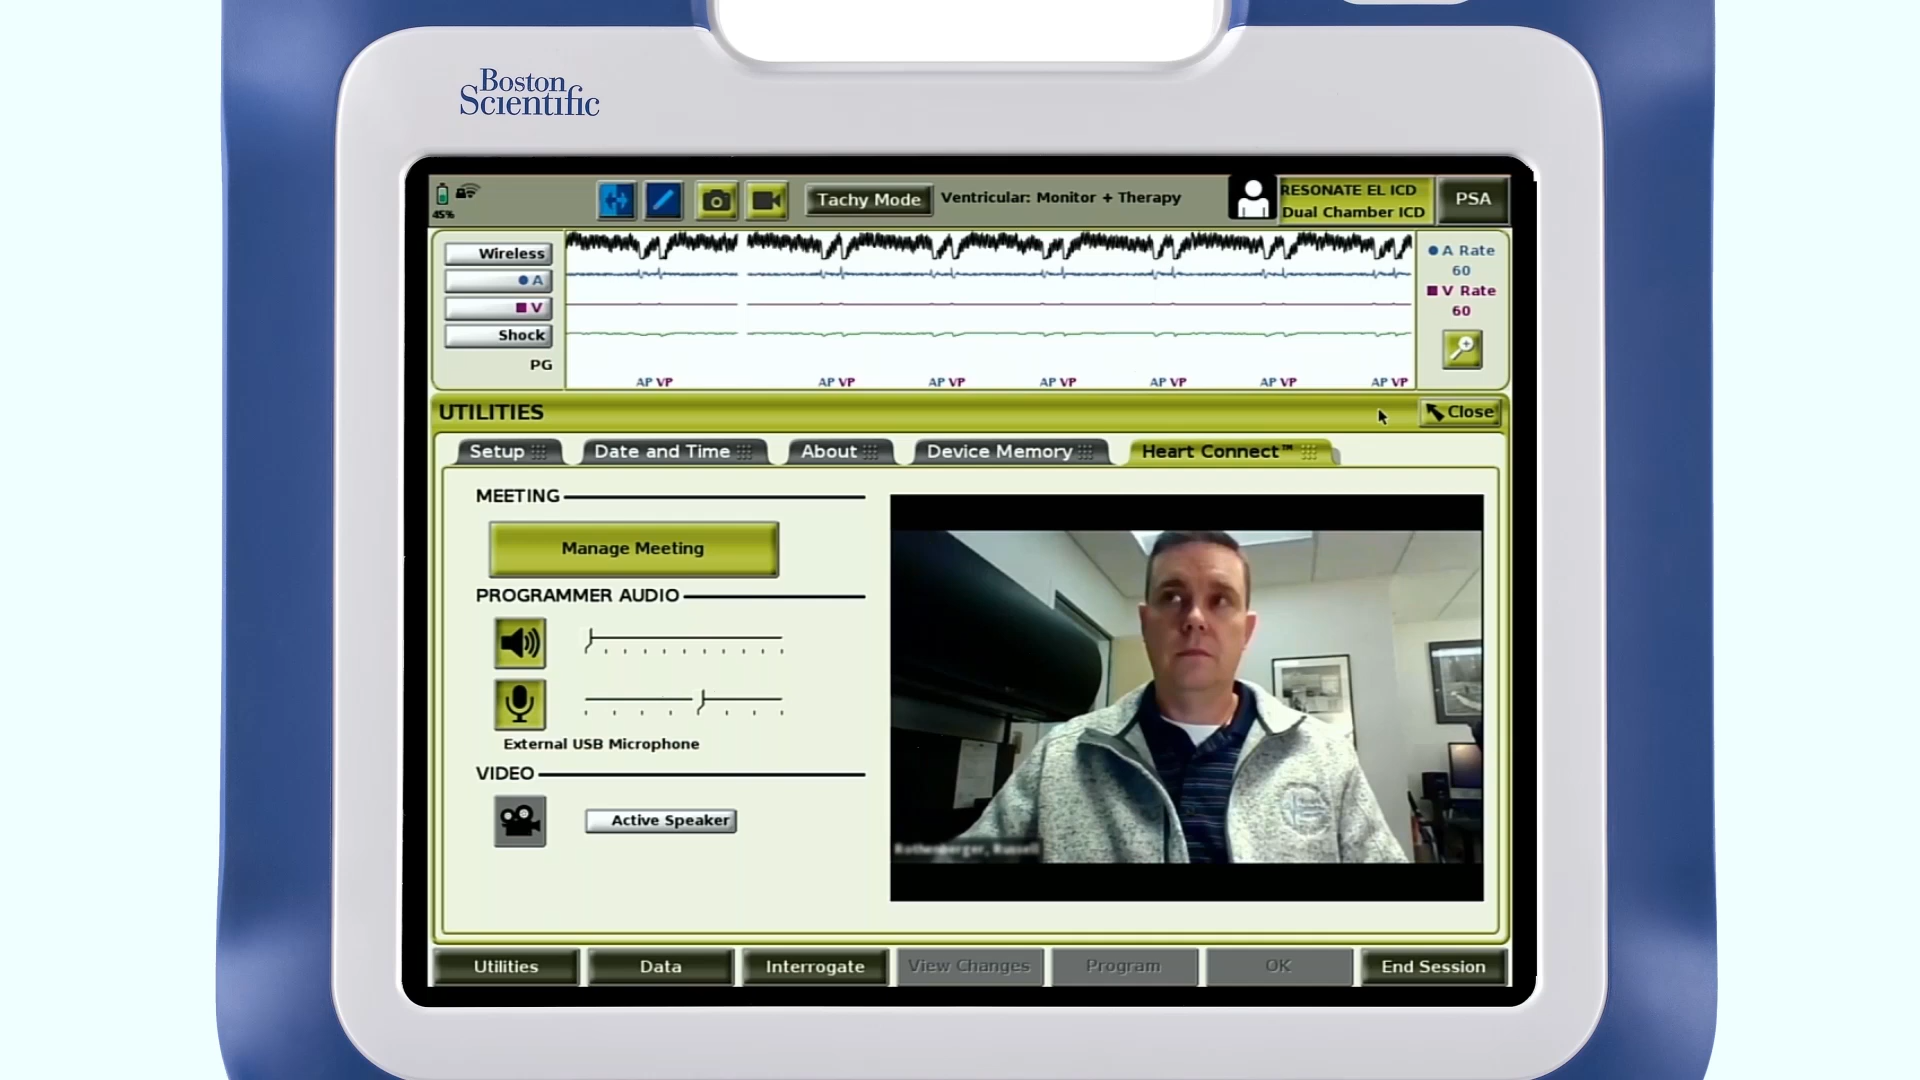 Boston
Scientific
45%
Tachy Mode
Ventricular: Monitor + Therapy
RESONATE EL ICD
Dual Chamber ICD
PSA
Wireless
A
V
Shock
PG
AP VP AP VP AP VP AP VP AP VP AP VP AP VP
A Rate
60
V Rate
60
UTILITIES
Close
Setup
Date and Time
About
Device Memory
Heart Connect™
MEETING
Manage Meeting
PROGRAMMER AUDIO
External USB Microphone
VIDEO
Active Speaker
Rothenberger, Russell
Utilities
Data
Interrogate
View Changes
Program
OK
End Session